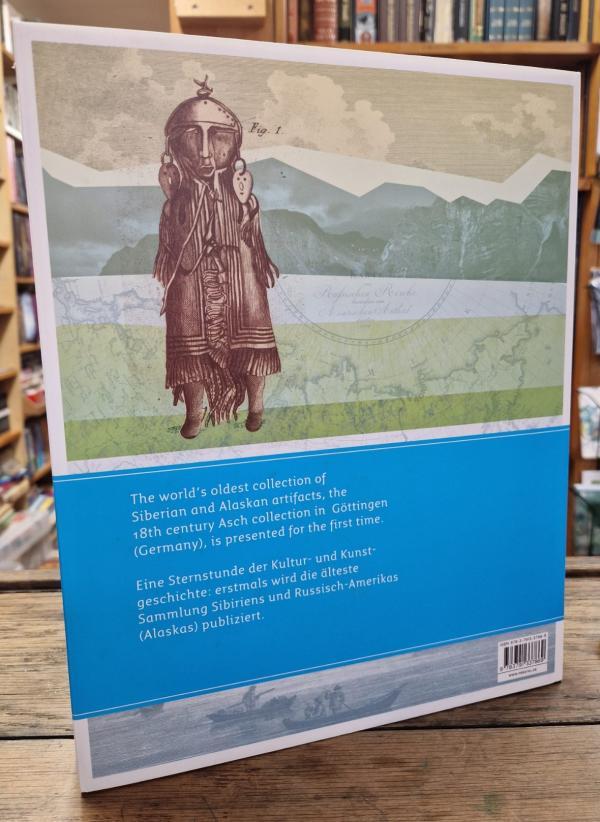 Fig. 1.
The world's oldest collection of
Siberian and Alaskan artifacts, the
18th century Asch collection in Göttingen
(Germany), is presented for the first time.
Eine Sternstunde der Kultur- und Kunst-
geschichte: erstmals wird die älteste
Sammlung Sibiriens und Russisch-Amerikas
(Alaskas) publiziert.